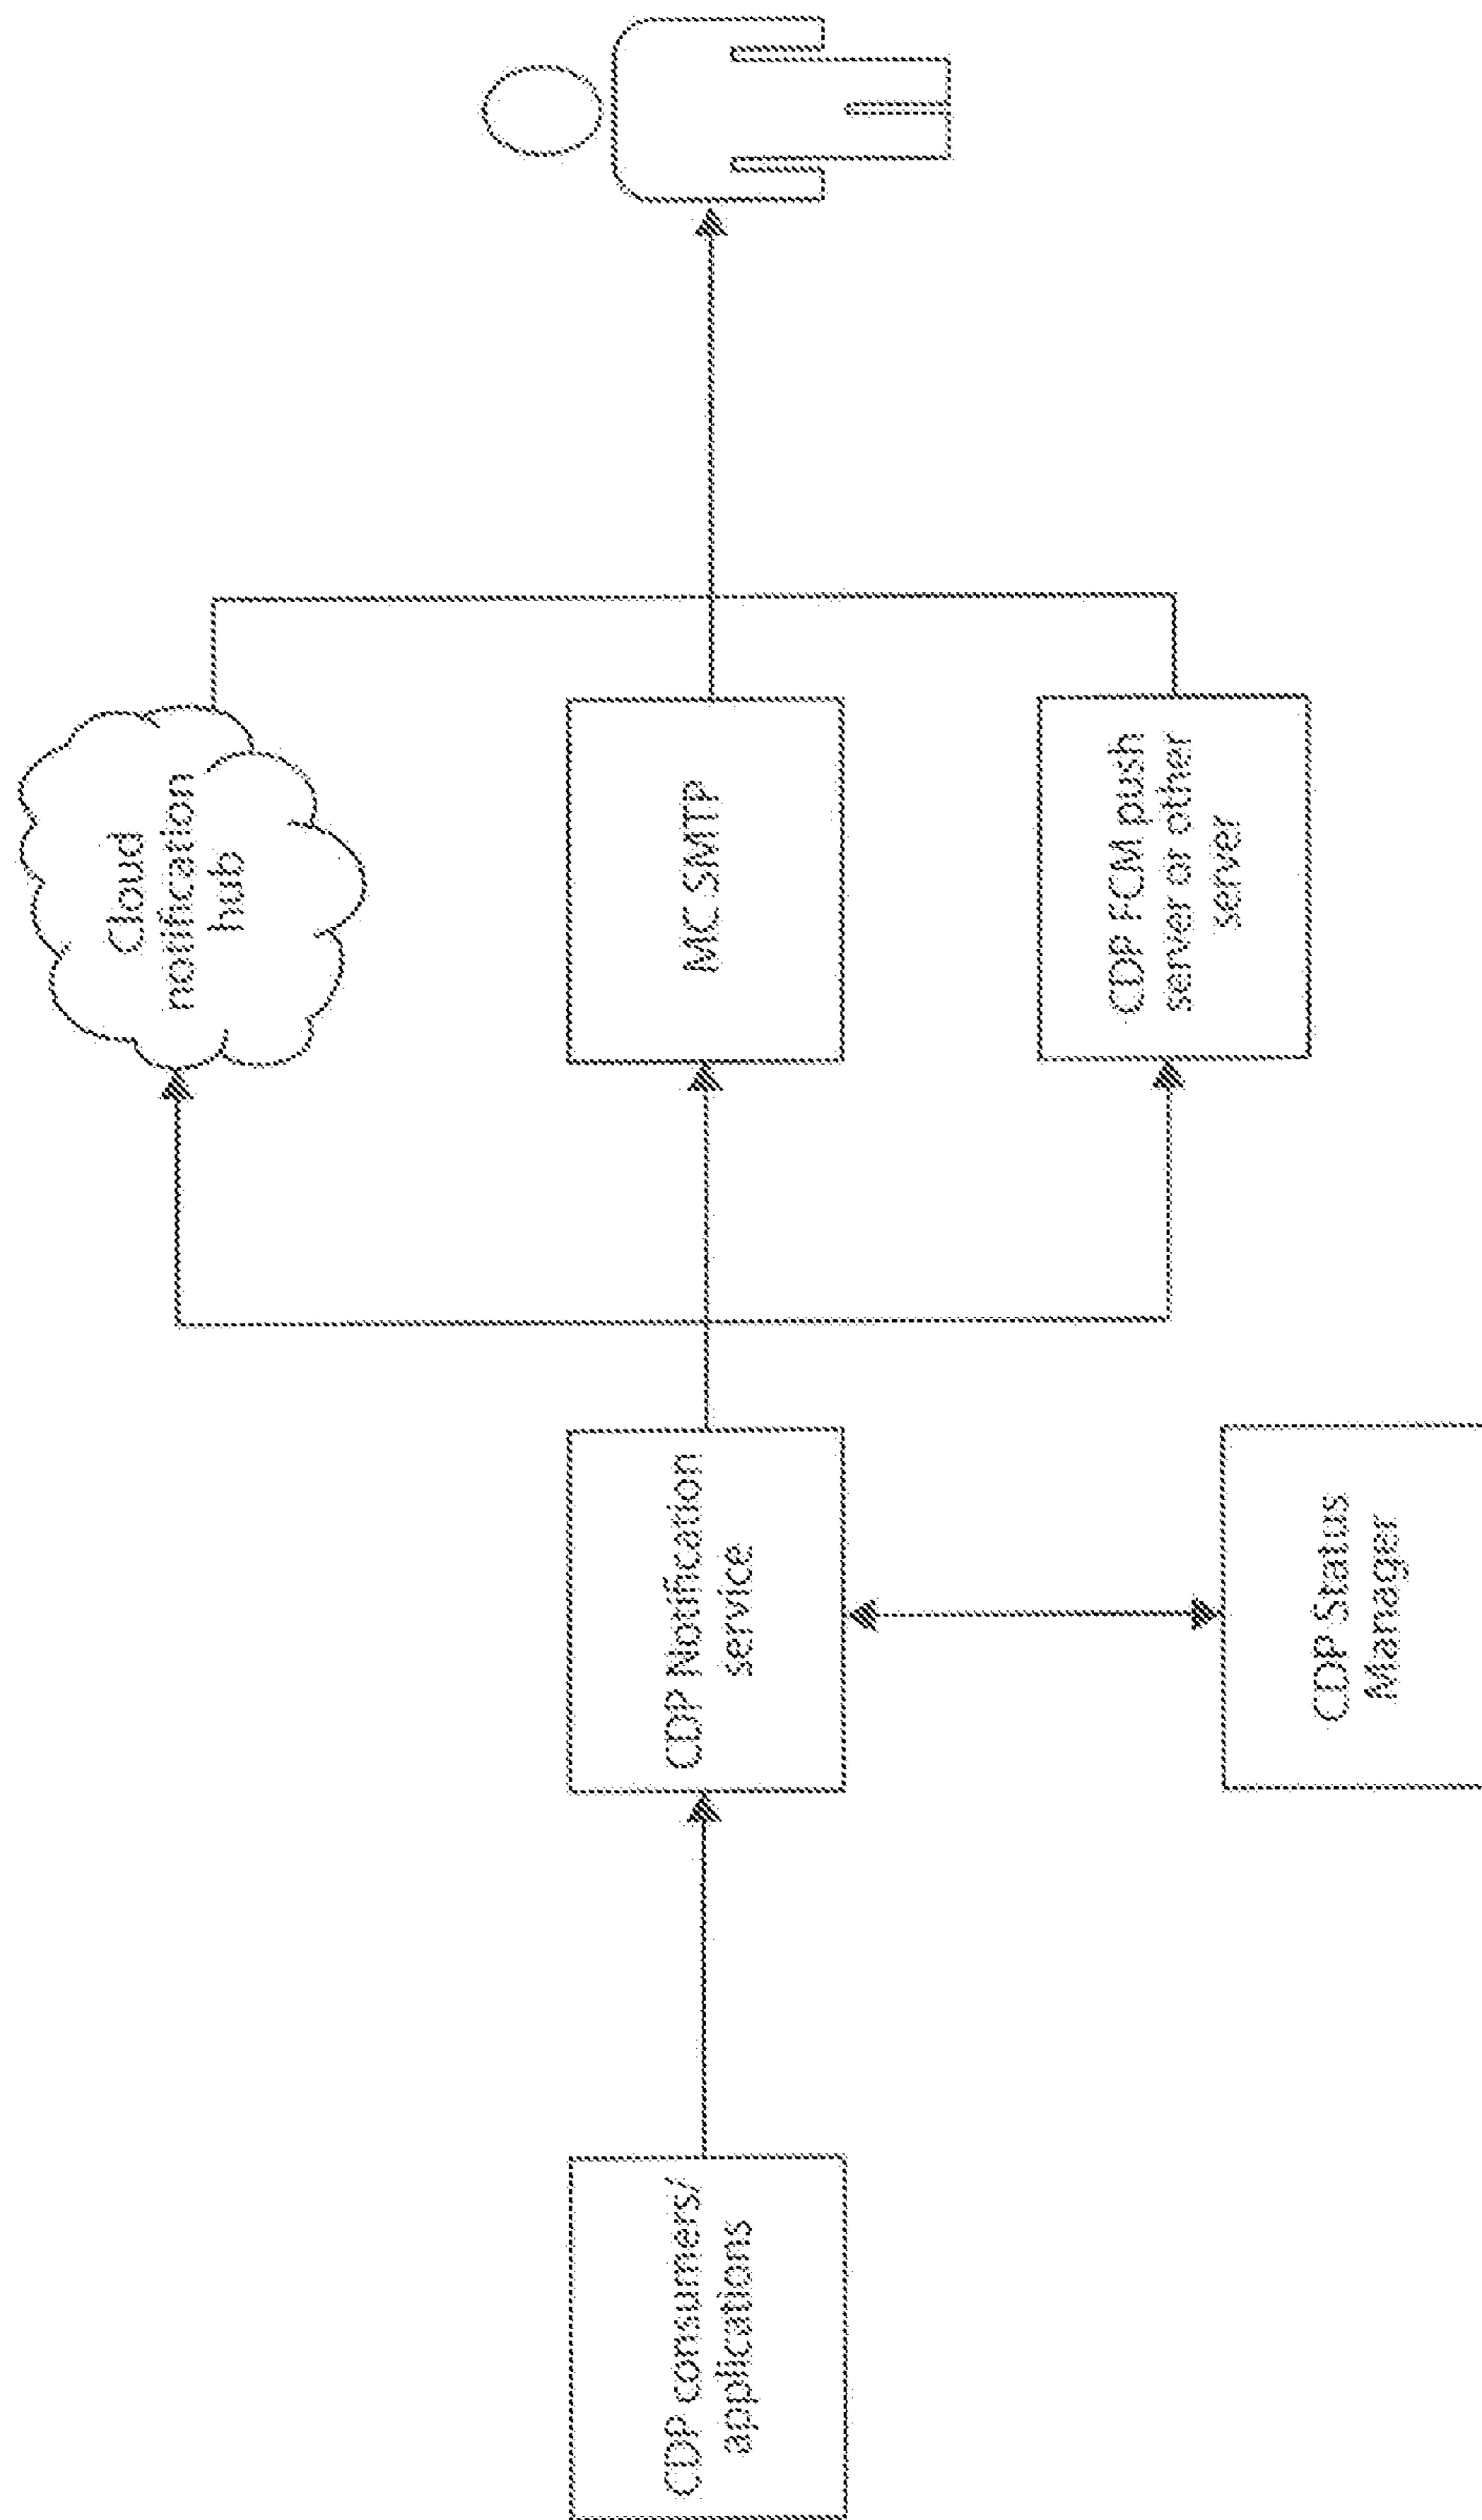 CDP consumers/
applications
CDP Notification
service
CDP Status
Manager
Cloud
notification
hub
MC SMTP
CDP FCM push
server or other
server